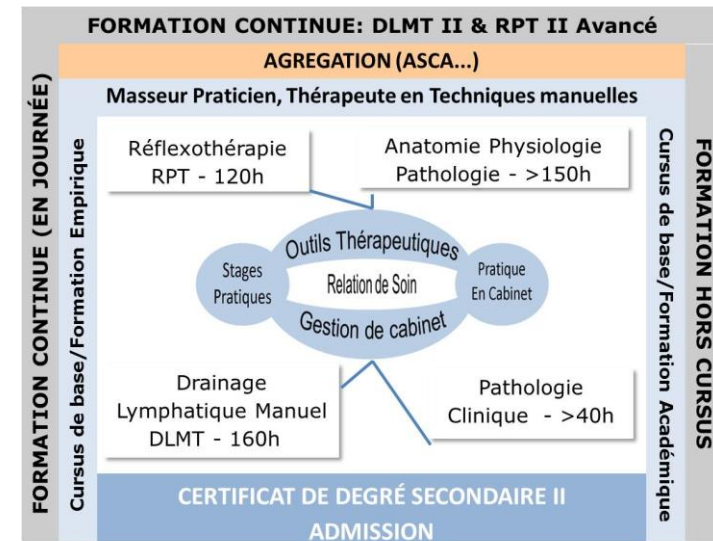 FORMATION CONTINUE: DLMT II & RPT II Avancé
AGREGATION (ASCA...)
Masseur Praticien, Thérapeute en Techniques manuelles
FORMATION CONTINUE (EN JOURNÉE)
Cursus de base/Formation Empirique
Réflexothérapie
RPT - 120h
Anatomie Physiologie
Pathologie - >150h
Outils Thérapeutiques
Stages
Pratiques
Relation de Soin
Pratique
En Cabinet
Gestion de cabinet
Drainage
Lymphatique Manuel
DLMT - 160h
Pathologie
Clinique - >40h
Cursus de base/Formation Académique
FORMATION HORS CURSUS
CERTIFICAT DE DEGRÉ SECONDAIRE II
ADMISSION